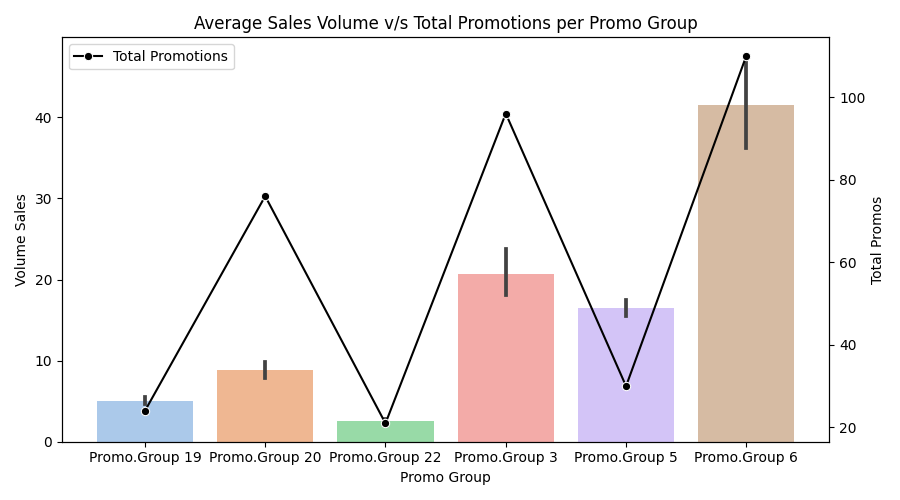 Average Sales Volume v/s Total Promotions per Promo Group
Total Promotions
Volume Sales
40
30
20
10
0
100
80
60
40
20
Total Promos
Promo.Group 19 Promo.Group 20 Promo.Group 22 Promo.Group 3 Promo.Group 5 Promo.Group 6
Promo Group